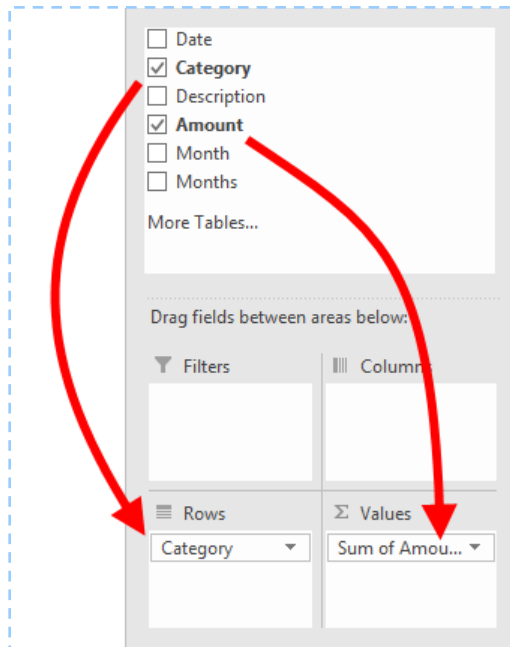 Date
Category
Description
Amount
Month
Months
More Tables...
Drag fields between areas below:
Filters
Columns
Rows
Σ Values
Category
Sum of Amou...